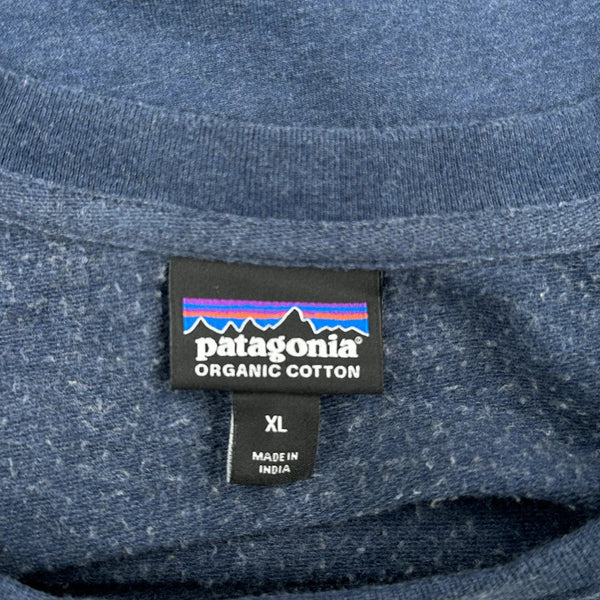 patagonia®
ORGANIC COTTON
XL
MADE IN
INDIA